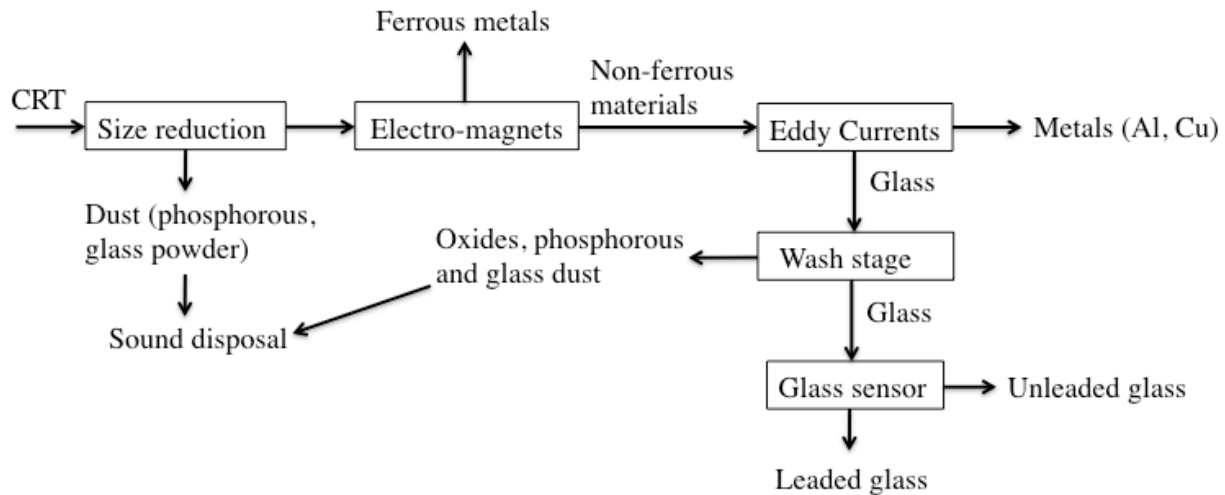 Ferrous metals
CRT
Size reduction
Electro-magnets
Non-ferrous
materials
Eddy Currents
Metals (Al, Cu)
Glass
Dust (phosphorous,
glass powder)
Oxides, phosphorous
and glass dust
Wash stage
Glass
Sound disposal
Glass sensor
Unleaded glass
Leaded glass